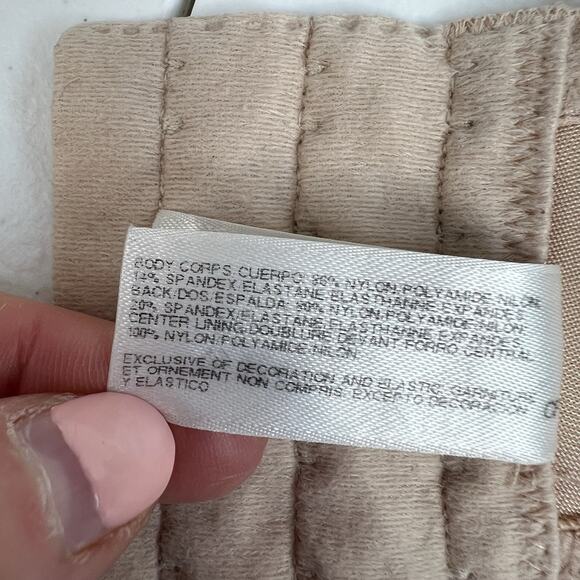 BODY CORPS/CUERPO: 86% NYLON/POLYAMIDE/NILON,
14% SPANDEX/ELASTANE/ELASTHANNE/EXPANDEX
BACK/DOS/ESPALDA: 80% NYLON/POLYAMIDE/NILON
20% SPANDEX/ELASTANE/ELASTHANNE/EXPANDEX
CENTER LINING/DOUBLURE DEVANT/FORRO CENTRAL:
100% NYLON/POLYAMIDE/NILON
EXCLUSIVE OF DECORATION AND ELASTIC, GARNITURE
ET ORNEMENT NON COMPRIS. EXCEPTO DECORACION
Y ELASTICO